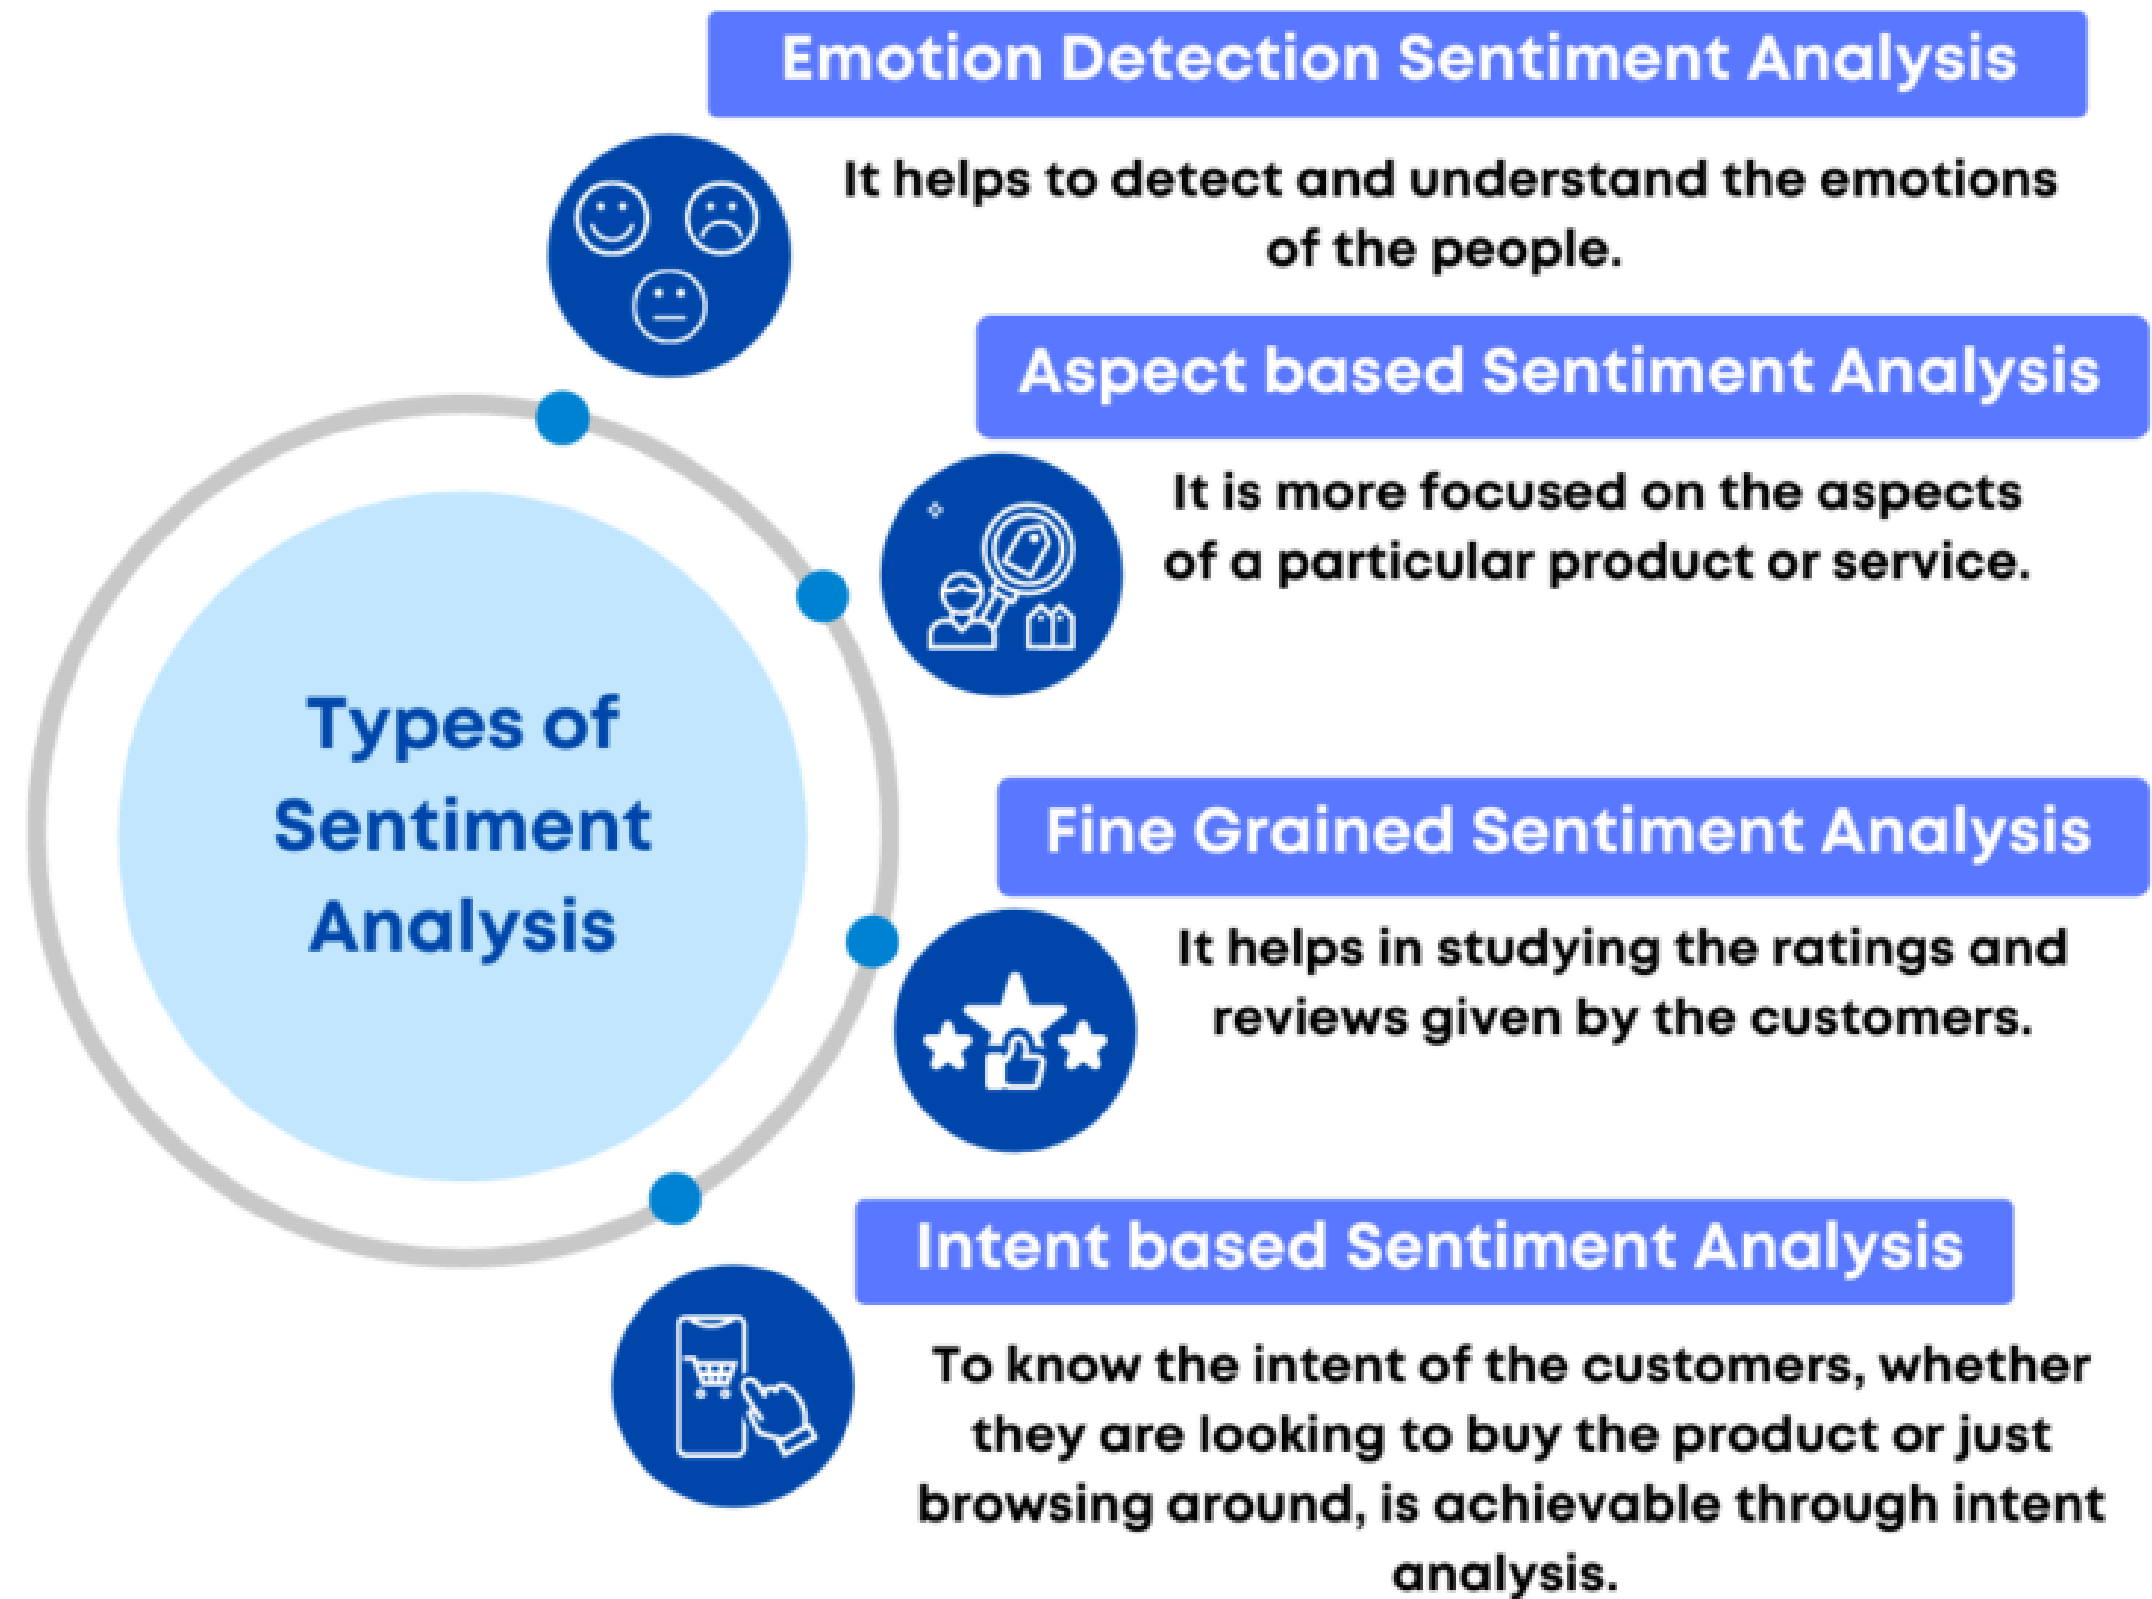 Emotion Detection Sentiment Analysis
It helps to detect and understand the emotions
of the people.
Aspect based Sentiment Analysis
It is more focused on the aspects
of a particular product or service.
Types of
Sentiment
Analysis
Fine Grained Sentiment Analysis
It helps in studying the ratings and
reviews given by the customers.
Intent based Sentiment Analysis
To know the intent of the customers, whether
they are looking to buy the product or just
browsing around, is achievable through intent
analysis.